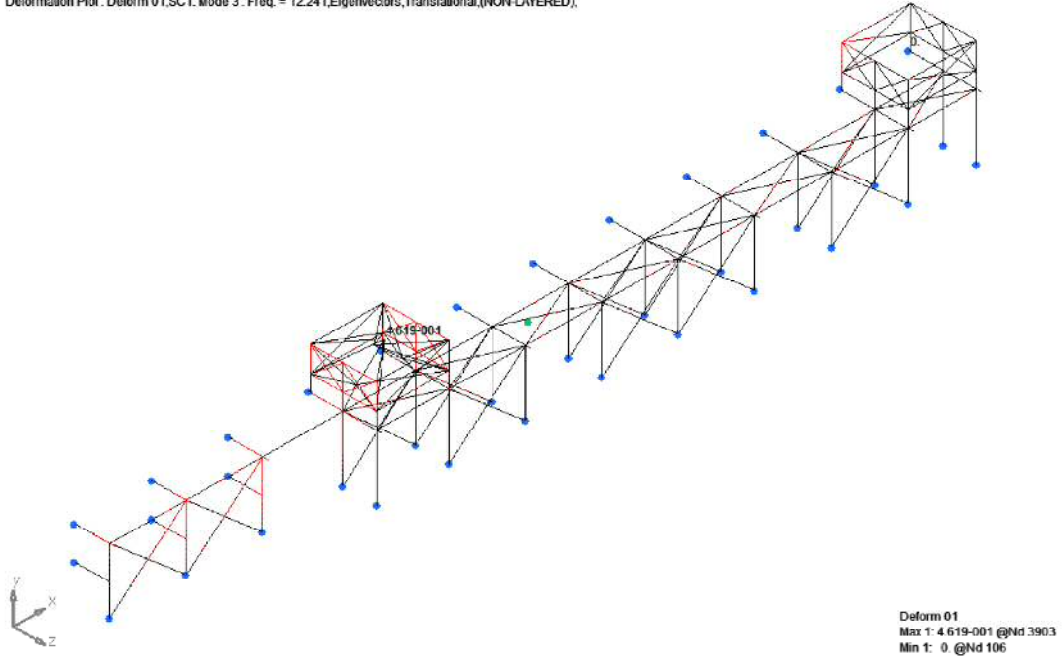 Deformation Plot: Deform 01,SC1: Mode 3 : Freq. = 12.241,Eigenvectors,Translational,(NON-LAYERED),
0.
4.619-001
Y
X
Z
Deform 01
Max 1: 4.619-001 @Nd 3903
Min 1: 0. @Nd 106